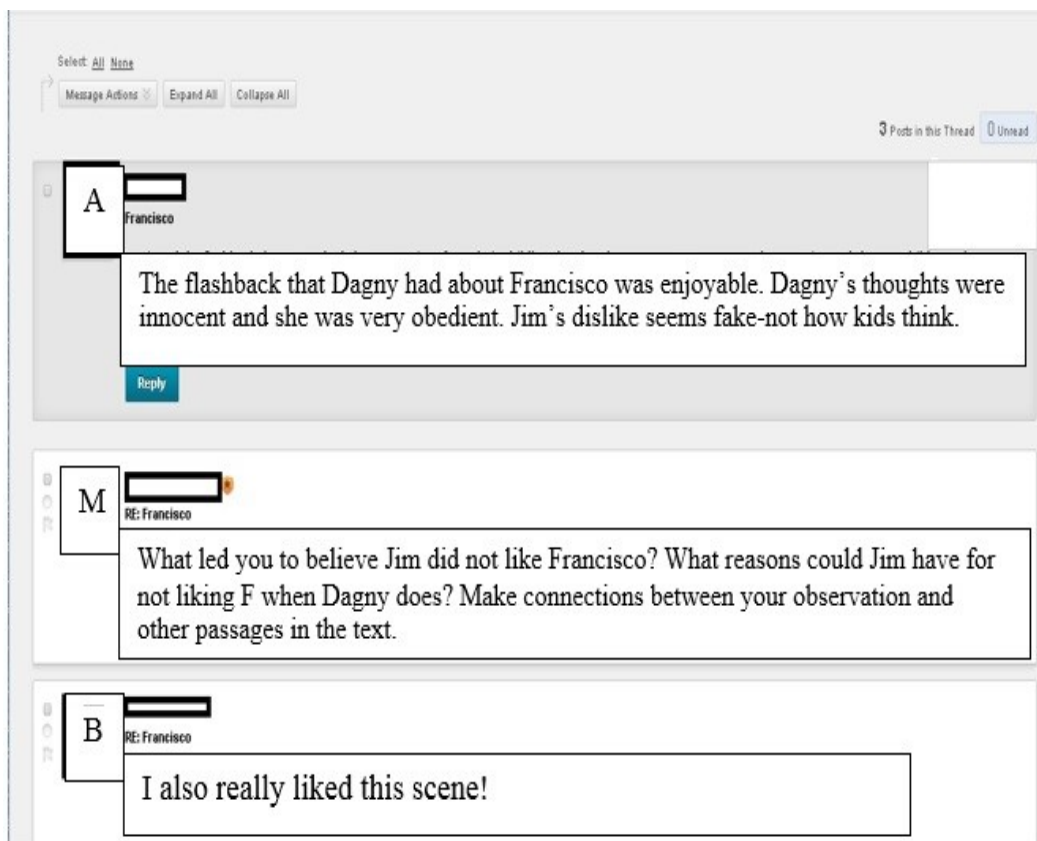 Select: All None
Message Actions Expand All Collapse All
3 Posts in this Thread 0 Unread
A
Francisco
The flashback that Dagny had about Francisco was enjoyable. Dagny’s thoughts were
innocent and she was very obedient. Jim’s dislike seems fake-not how kids think.
Reply
M
RE: Francisco
What led you to believe Jim did not like Francisco? What reasons could Jim have for
not liking F when Dagny does? Make connections between your observation and
other passages in the text.
B
RE: Francisco
I also really liked this scene!